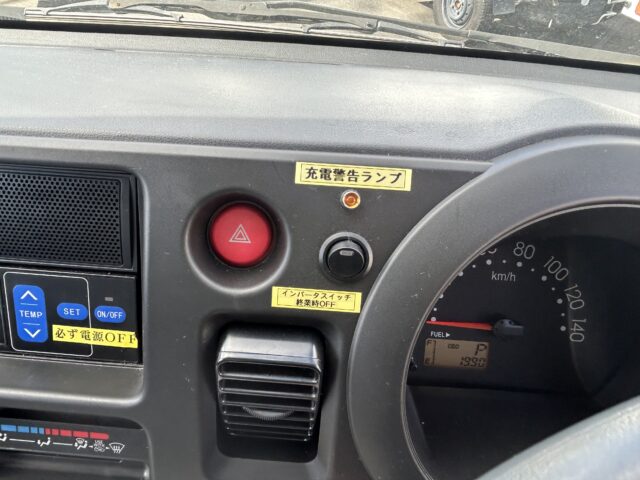 充電警告ランプ
インバータスイッチ
終業時OFF
TEMP
SET
ON/OFF
必ず電源OFF
80
100
120
140
km/h
FUEL
F
E
ODO
P
1990